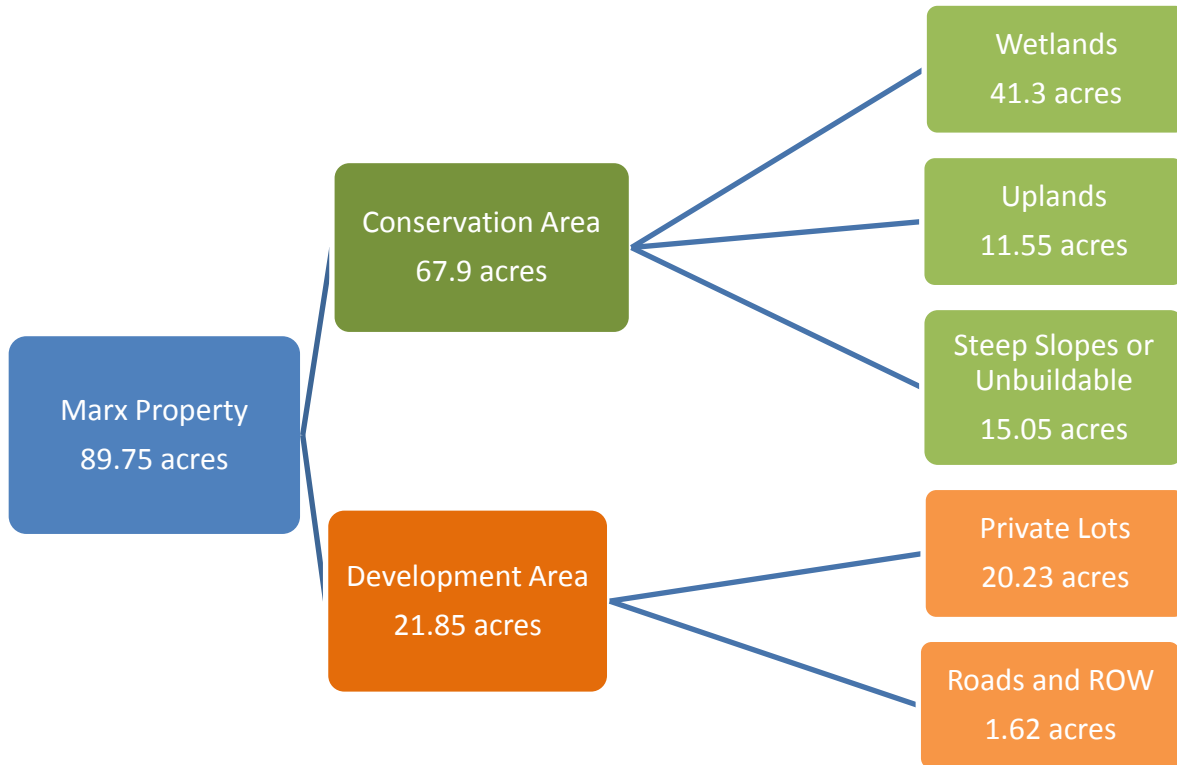 Marx Property
89.75 acres
Conservation Area
67.9 acres
Wetlands
41.3 acres
Uplands
11.55 acres
Steep Slopes or
Unbuildable
15.05 acres
Development Area
21.85 acres
Private Lots
20.23 acres
Roads and ROW
1.62 acres